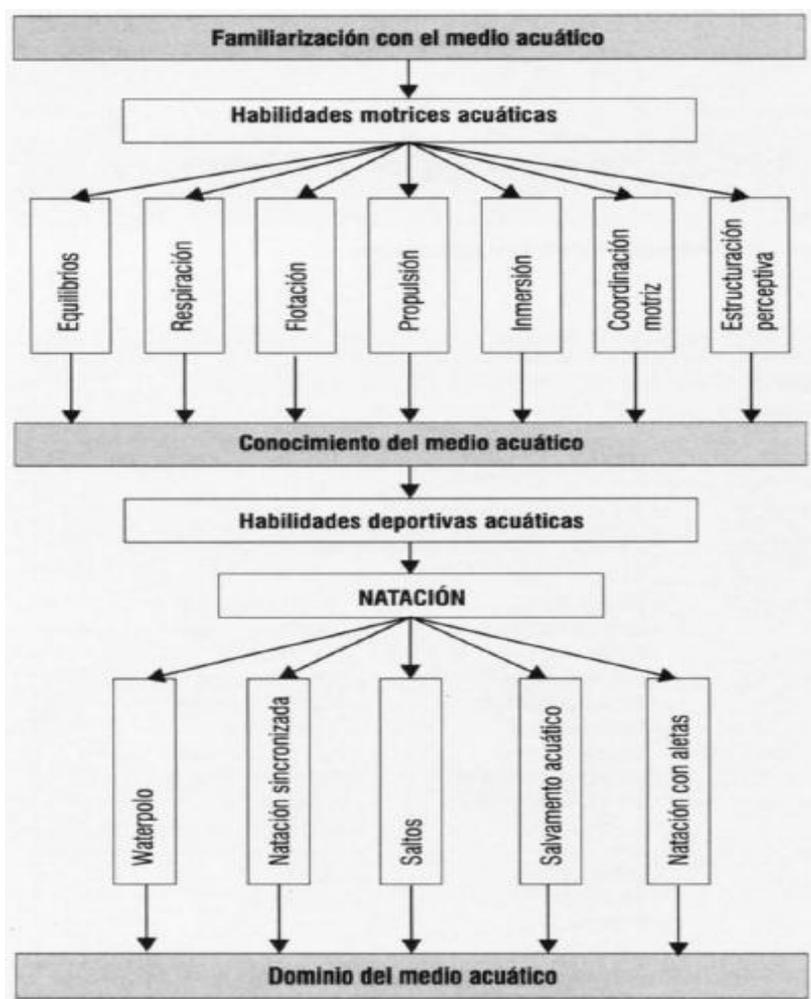 Familiarización con el medio acuático
Habilidades motrices acuáticas
Equilibrios
Respiración
Flotación
Propulsión
Inmersión
Coordinación
motriz
Estructuración
perceptiva
Conocimiento del medio acuático
Habilidades deportivas acuáticas
NATACIÓN
Waterpolo
Natación sincronizada
Saltos
Salvamento acuático
Natación con aletas
Dominio del medio acuático